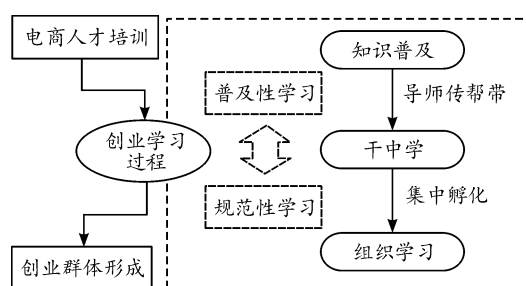 电商人才培训
知识普及
普及性学习
导师传帮带
创业学习
过程
干中学
规范性学习
集中孵化
创业群体形成
组织学习